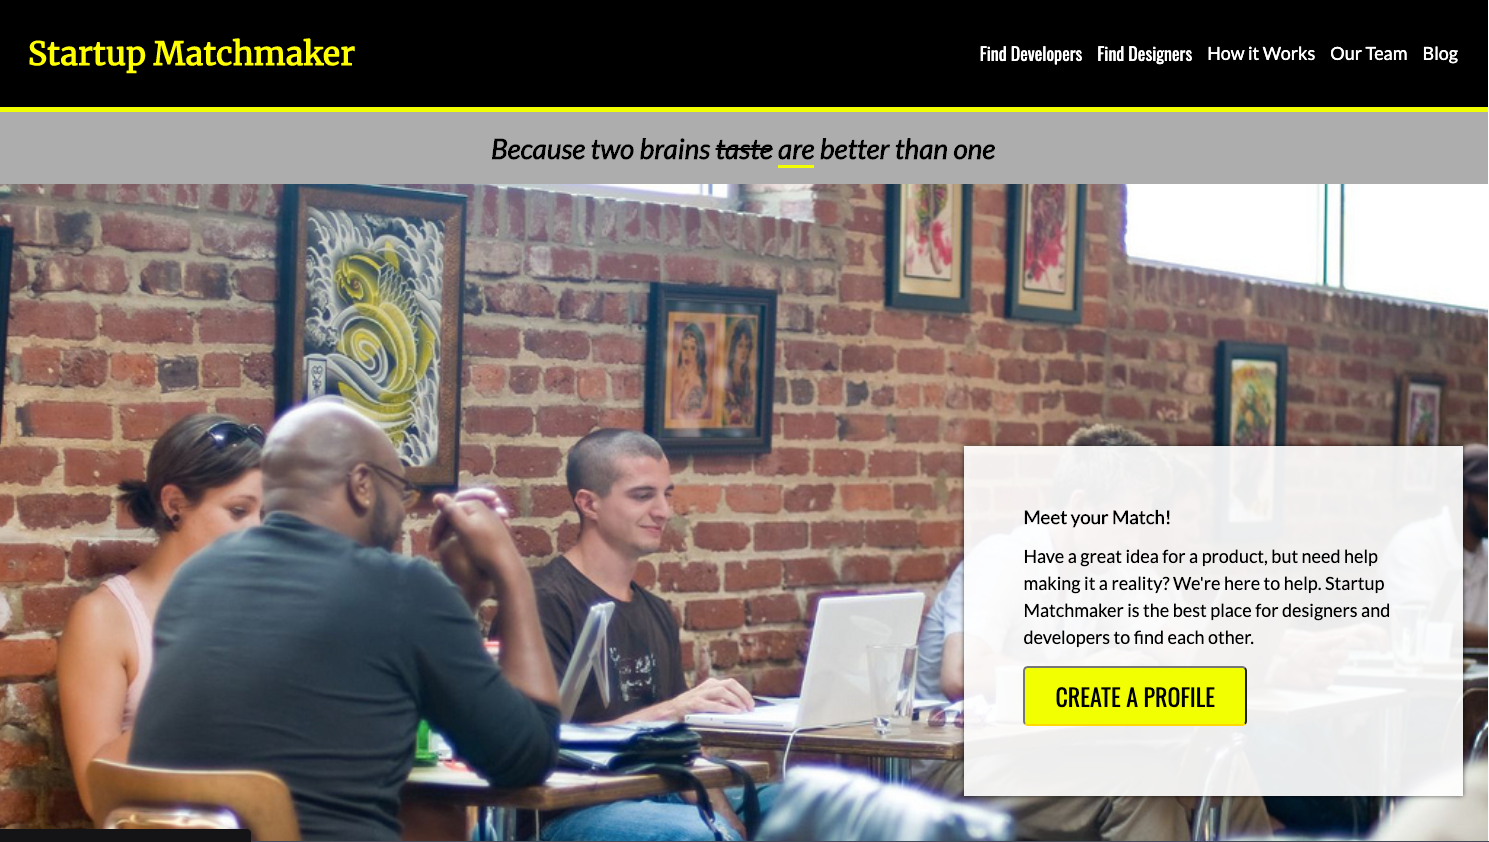 Startup Matchmaker
Find Developers Find Designers How it Works Our Team Blog
Because two brains taste are better than one
Meet your Match!
Have a great idea for a product, but need help
making it a reality? We're here to help. Startup
Matchmaker is the best place for designers and
developers to find each other.
CREATE A PROFILE